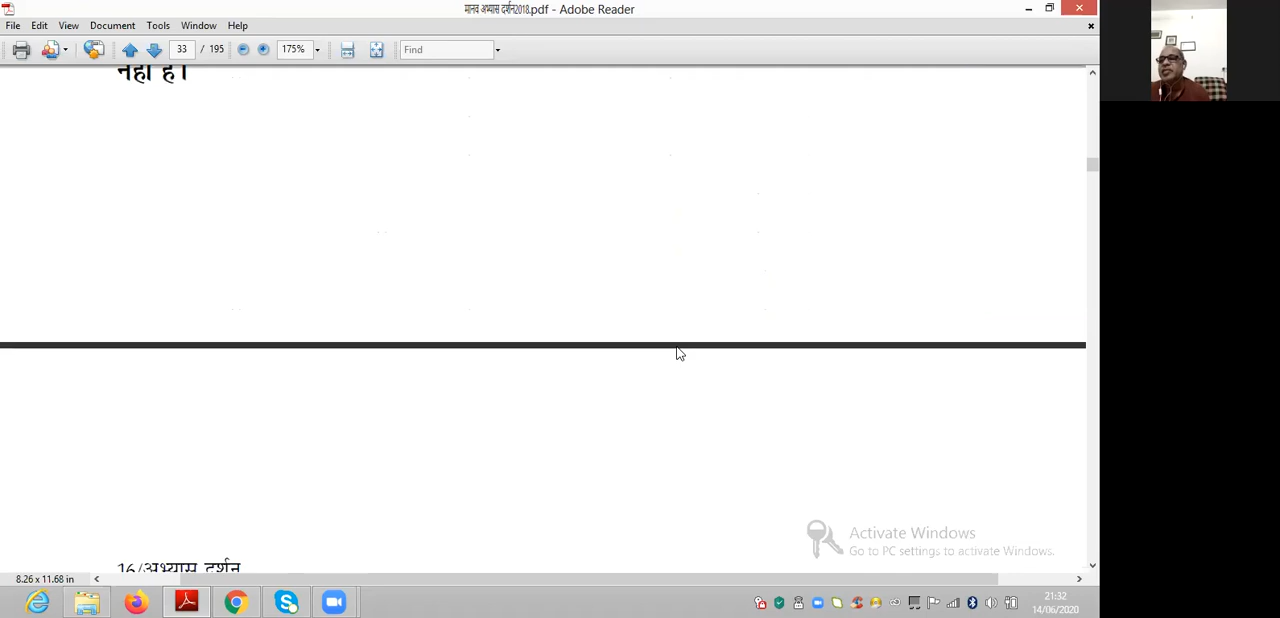 मानव अभ्यास दर्शन2018.pdf - Adobe Reader
File Edit View Document Tools Window Help
33 / 195 175% Find
नहीं है।
16/अभ्यास दर्शन
Activate Windows
Go to PC settings to activate Windows.
8.26 x 11.68 in
21:32
14/06/2020